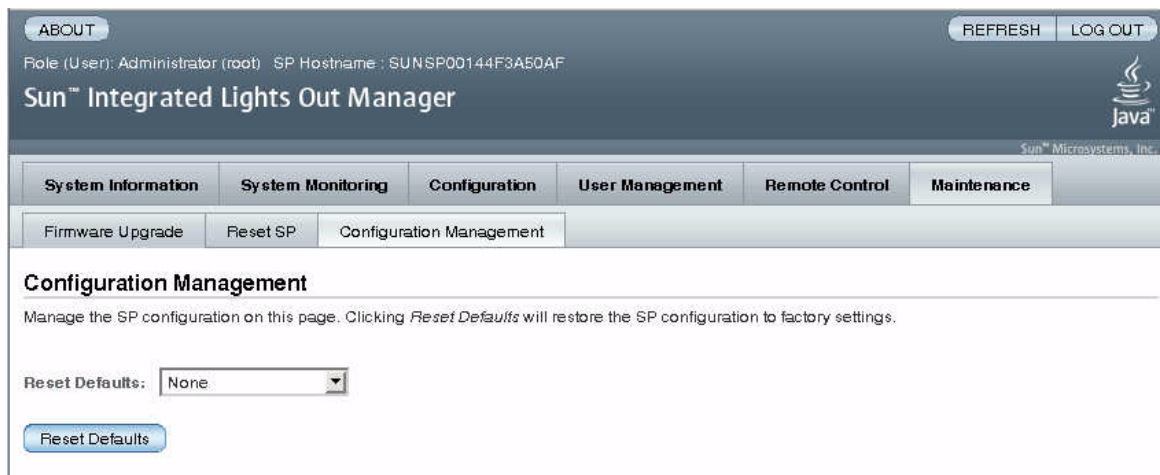 ABOUT
REFRESH
LOG OUT
Role (User): Administrator (root) SP Hostname : SUNSP00144F3A50AF
Sun™ Integrated Lights Out Manager
Java™
Sun™ Microsystems, Inc.
System Information
System Monitoring
Configuration
User Management
Remote Control
Maintenance
Firmware Upgrade
Reset SP
Configuration Management
Configuration Management
Manage the SP configuration on this page. Clicking Reset Defaults will restore the SP configuration to factory settings.
Reset Defaults: None
Reset Defaults